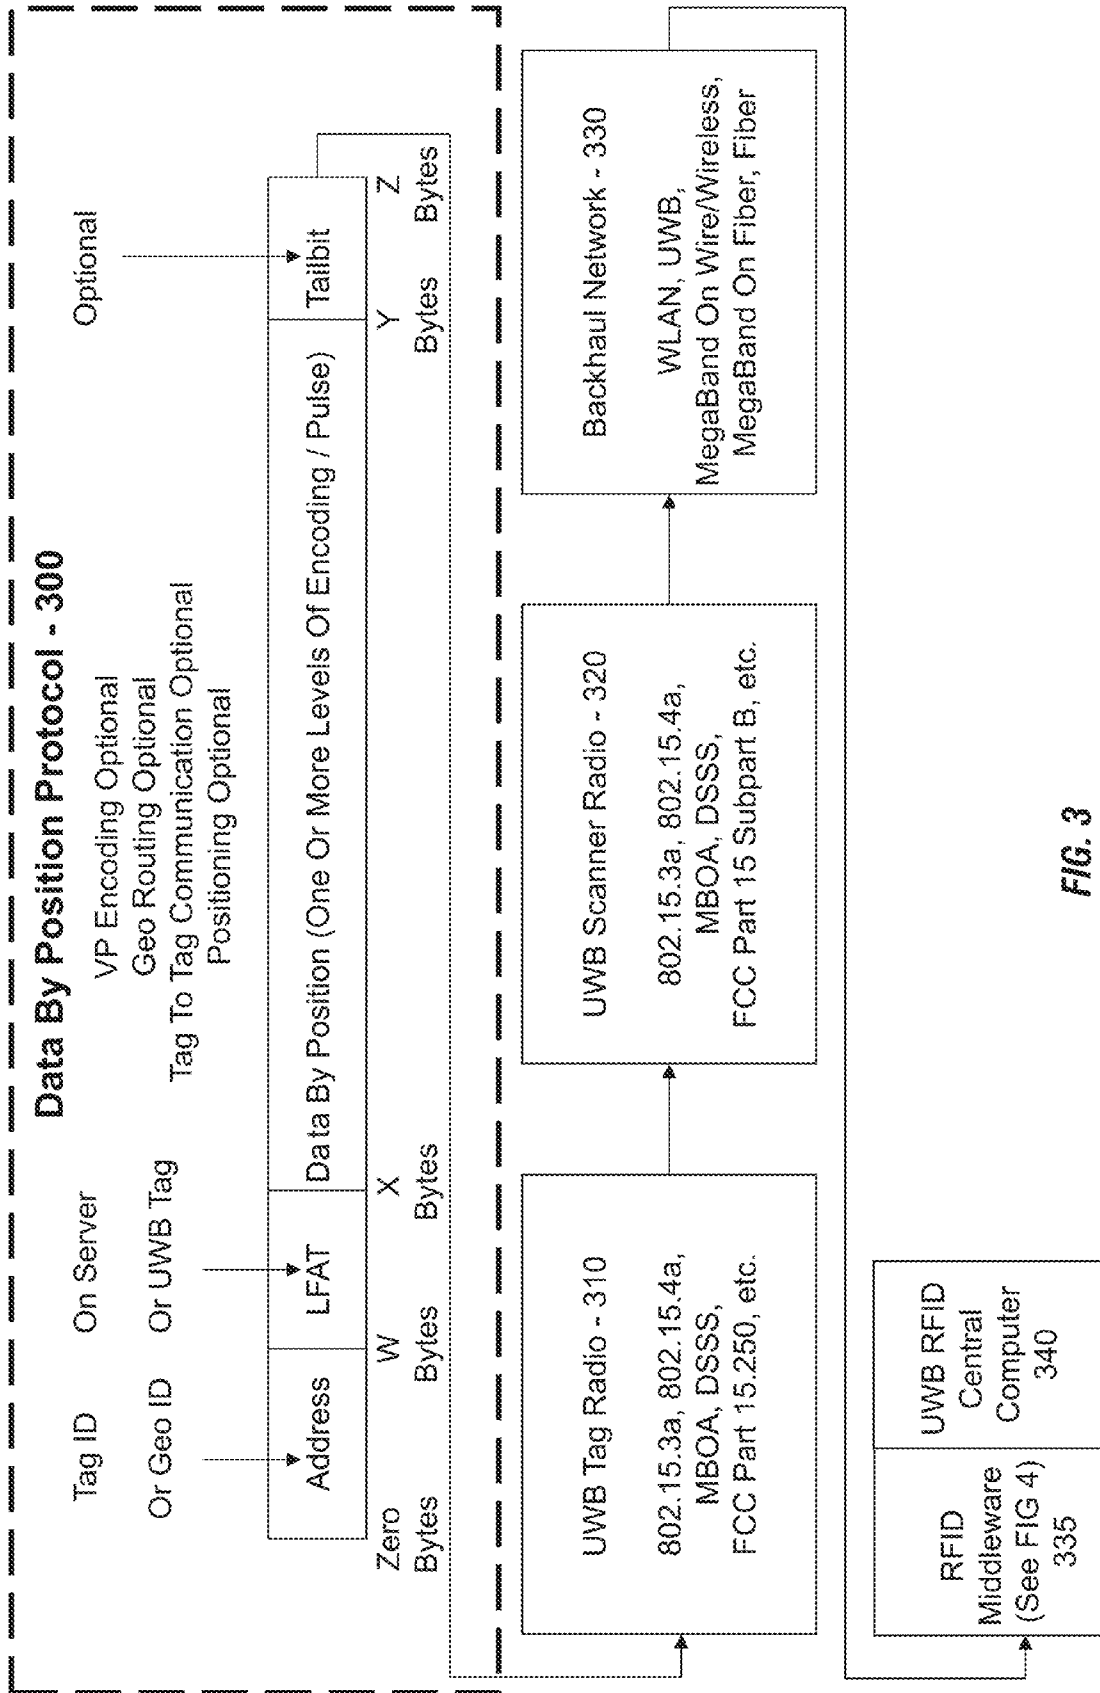 Data By Position Protocol - 300
Tag ID
Or Geo ID
On Server
Or UWB Tag
VP Encoding Optional
Geo Routing Optional
Tag To Tag Communication Optional
Positioning Optional
Optional
Address
LFAT
Data By Position (One Or More Levels Of Encoding / Pulse)
Tailbit
Zero
Bytes
W
Bytes
X
Bytes
Y
Bytes
Z
Bytes
UWB Tag Radio - 310
802.15.3a, 802.15.4a,
MBOA, DSSS,
FCC Part 15.250, etc.
UWB Scanner Radio - 320
802.15.3a, 802.15.4a,
MBOA, DSSS,
FCC Part 15 Subpart B, etc.
Backhaul Network - 330
WLAN, UWB,
MegaBand On Wire/Wireless,
MegaBand On Fiber, Fiber
RFID
Middleware
(See FIG 4)
335
UWB RFID
Central
Computer
340
FIG. 3